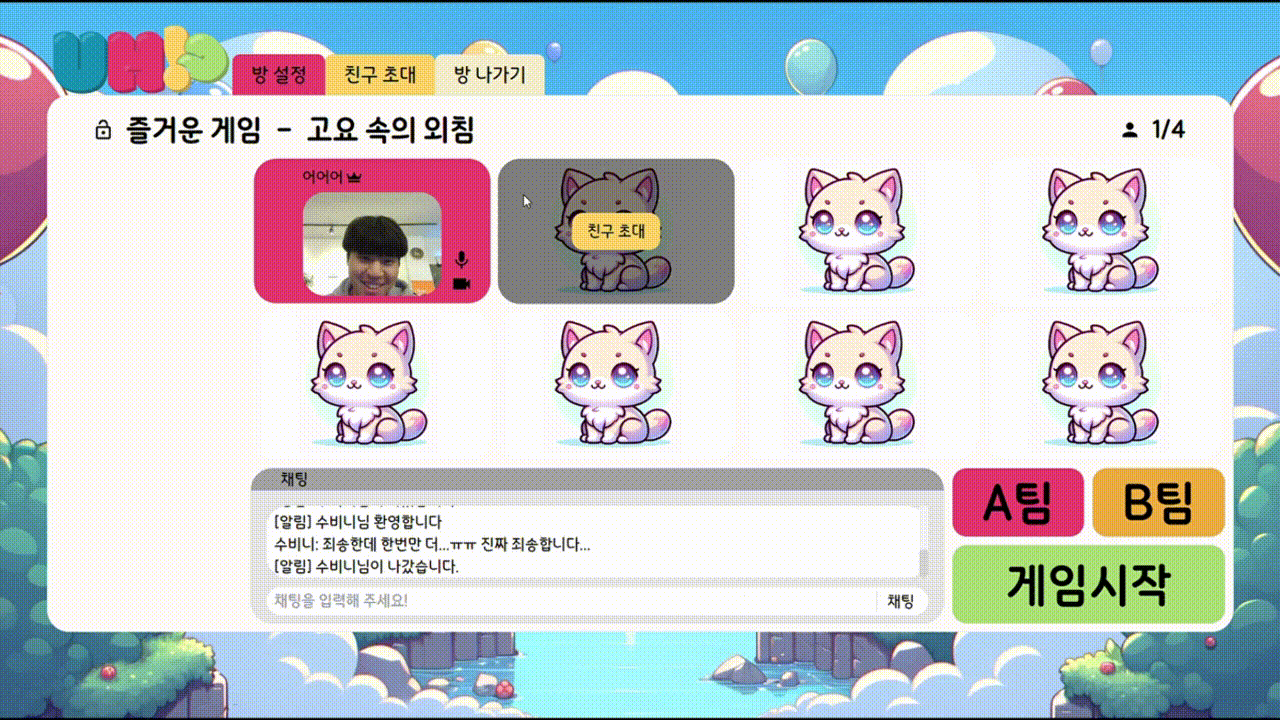 방 설정 친구 초대 방 나가기
즐거운 게임 - 고요 속의 외침
1/4
어어어
친구 초대
채팅
[알림] 수비니님 환영합니다
수비니: 죄송한데 한번만 더...ㅠㅠ 진짜 죄송합니다...
[알림] 수비니님이 나갔습니다.
채팅을 입력해 주세요!
채팅
A팀 B팀
게임시작